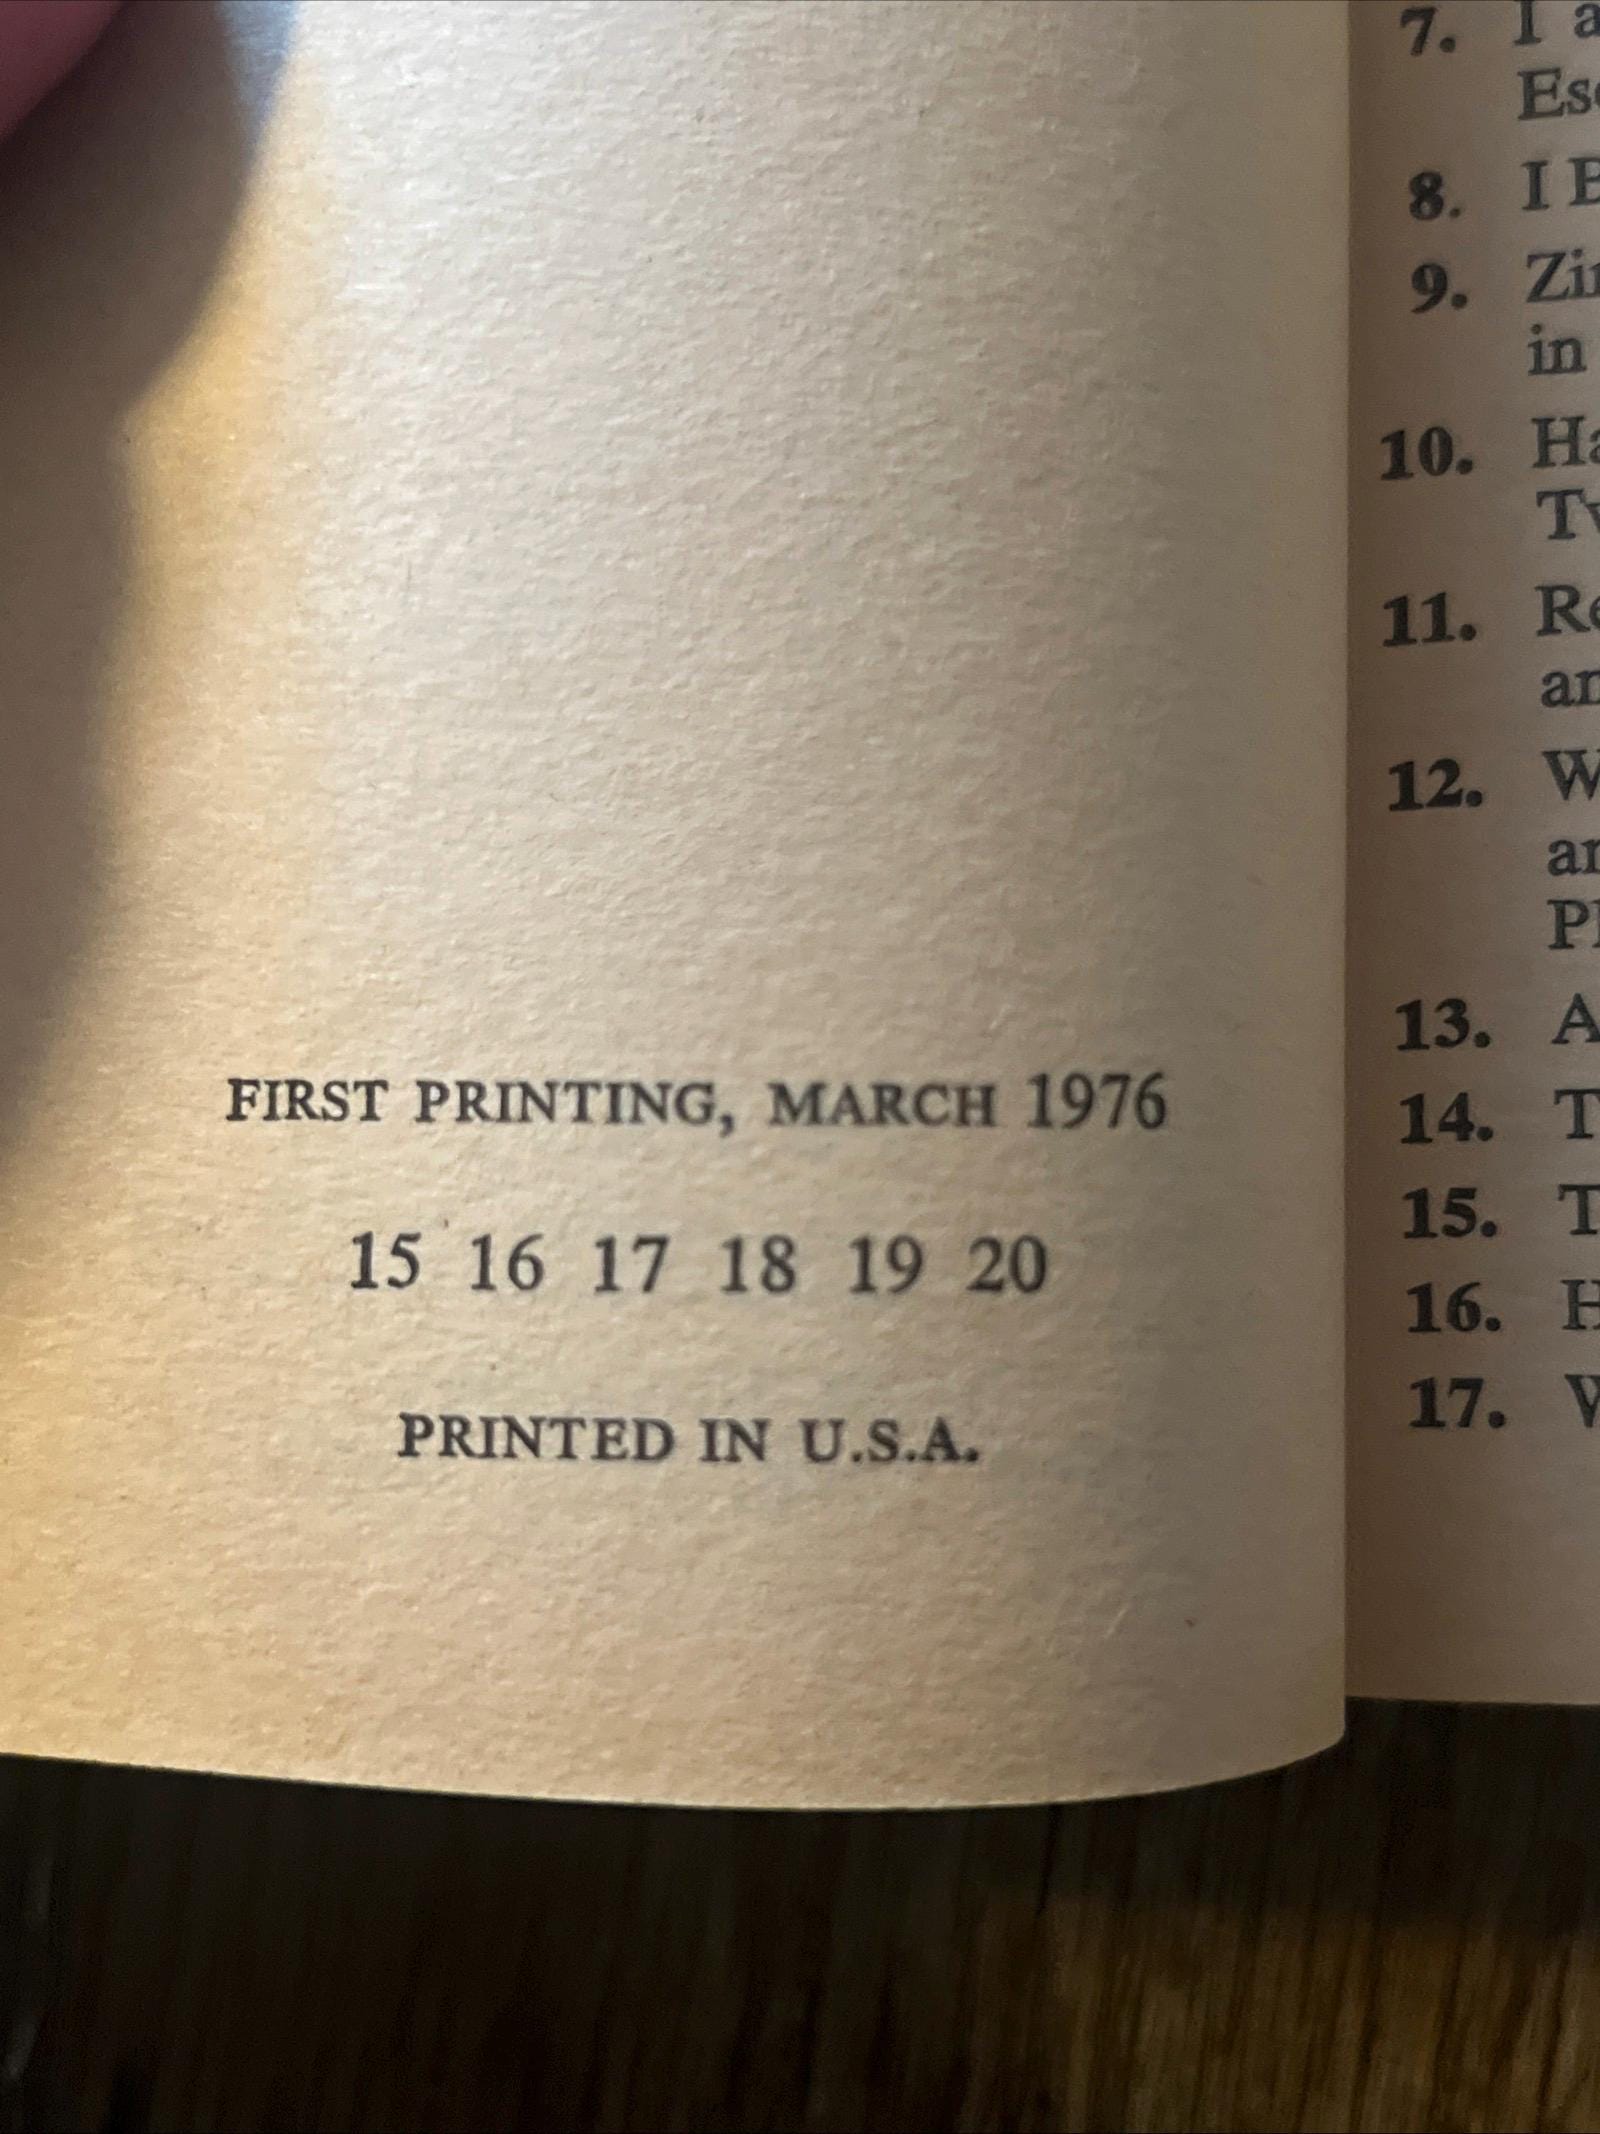 FIRST PRINTING, MARCH 1976
15 16 17 18 19 20
PRINTED IN U.S.A.
7. I
8. I
9.
in
10.
11.
12.
13.
14.
15.
16.
17.